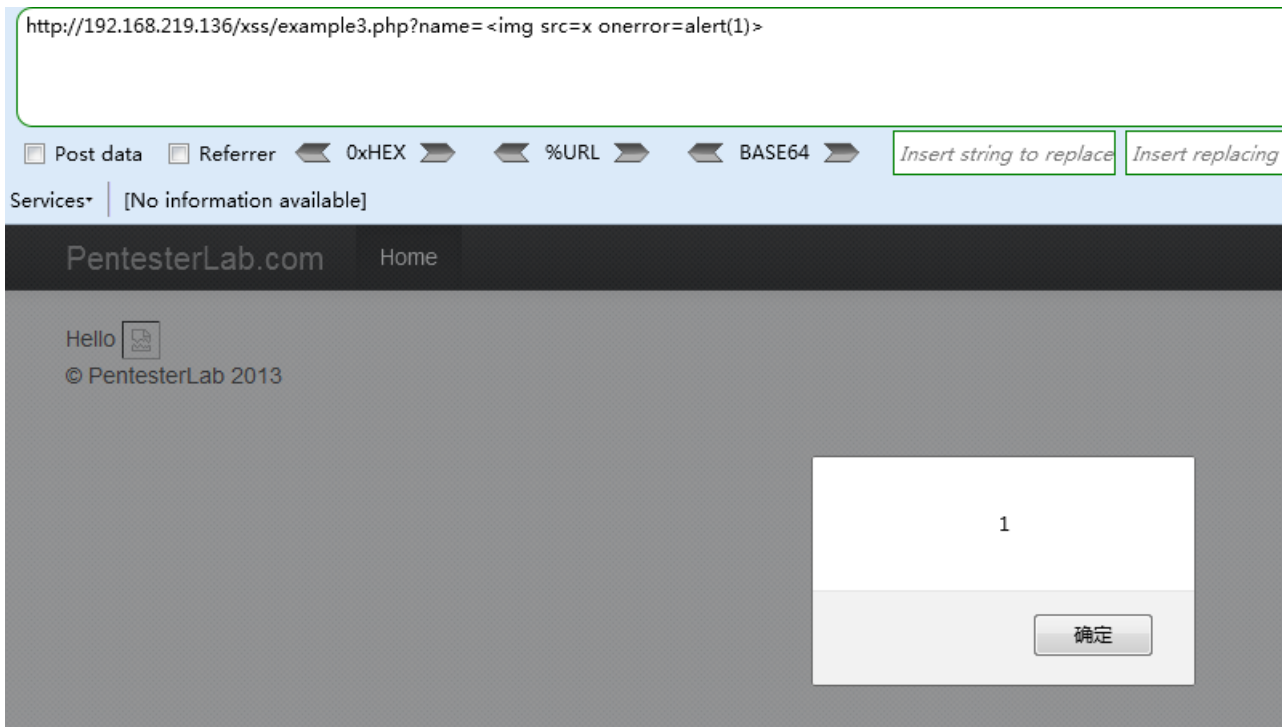 http://192.168.219.136/xss/example3.php?name=<img src=x onerror=alert(1)>
Post data Referrer 0xHEX %URL BASE64 Insert string to replace Insert replacing
Services [No information available]
PentesterLab.com Home
Hello
© PentesterLab 2013
1
确定